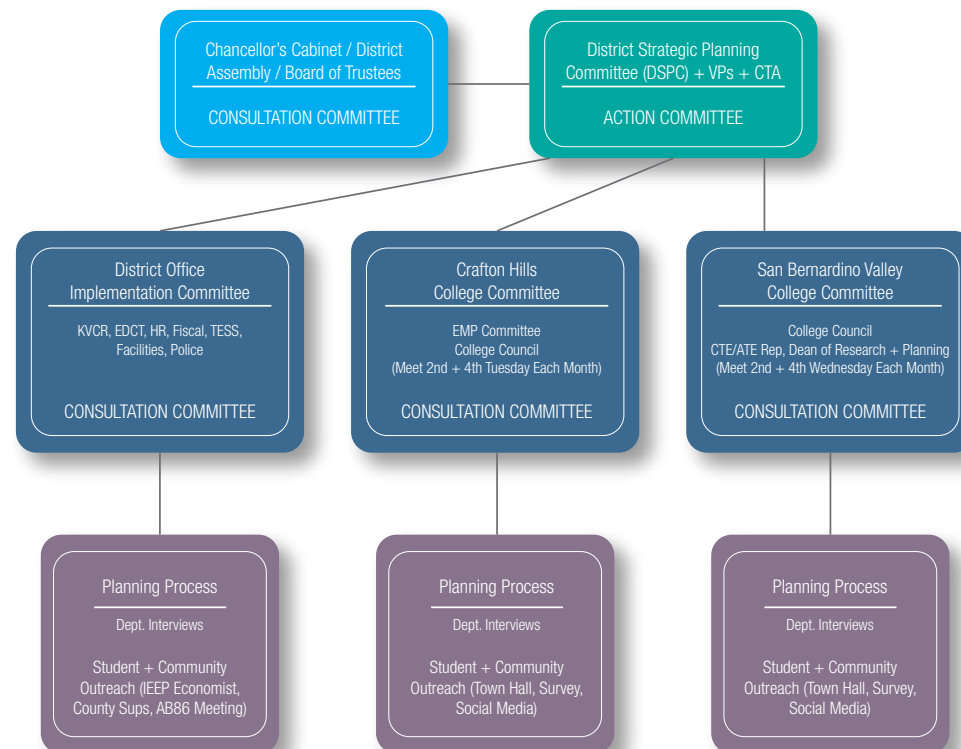 Chancellor's Cabinet / District
Assembly / Board of Trustees
CONSULTATION COMMITTEE
District Strategic Planning
Committee (DSPC) + VPs + CTA
ACTION COMMITTEE
District Office
Implementation Committee
KVCR, EDCT, HR, Fiscal, TESS,
Facilities, Police
CONSULTATION COMMITTEE
Crafton Hills
College Committee
EMP Committee
College Council
(Meet 2nd + 4th Tuesday Each Month)
CONSULTATION COMMITTEE
San Bernardino Valley
College Committee
College Council
CTE/ATE Rep, Dean of Research + Planning
(Meet 2nd + 4th Wednesday Each Month)
CONSULTATION COMMITTEE
Planning Process
Dept. Interviews
Student + Community
Outreach (IEEP Economist,
County Sups, AB86 Meeting)
Planning Process
Dept. Interviews
Student + Community
Outreach (Town Hall, Survey,
Social Media)
Planning Process
Dept. Interviews
Student + Community
Outreach (Town Hall, Survey,
Social Media)